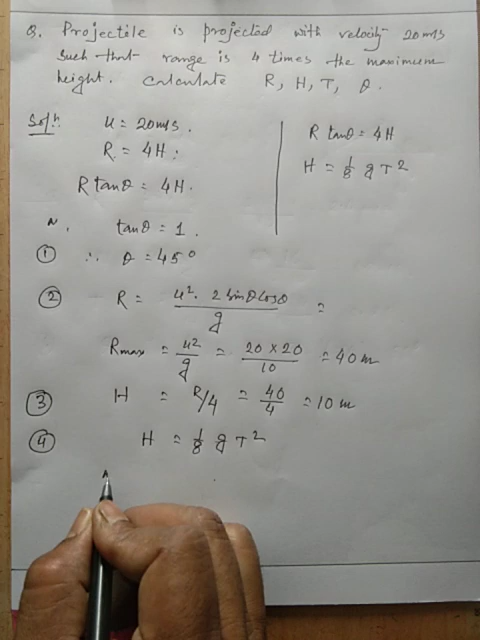 Q. Projectile is projected with velocity 20m/s
such that range is 4 times the maximum
height. Calculate R, H, T, θ.
Solⁿ: u = 20m/s.
R = 4H.
R tanθ = 4H.
tanθ = 1.
① ∴ θ = 45°
② R = u². 2 sinθ cosθ / g =
Rmax = u²/g = 20 × 20 / 10 = 40 m
③ H = R/4 = 40/4 = 10 m
④ H = 1/8 g T²
R tanθ = 4H
H = 1/8 g T²